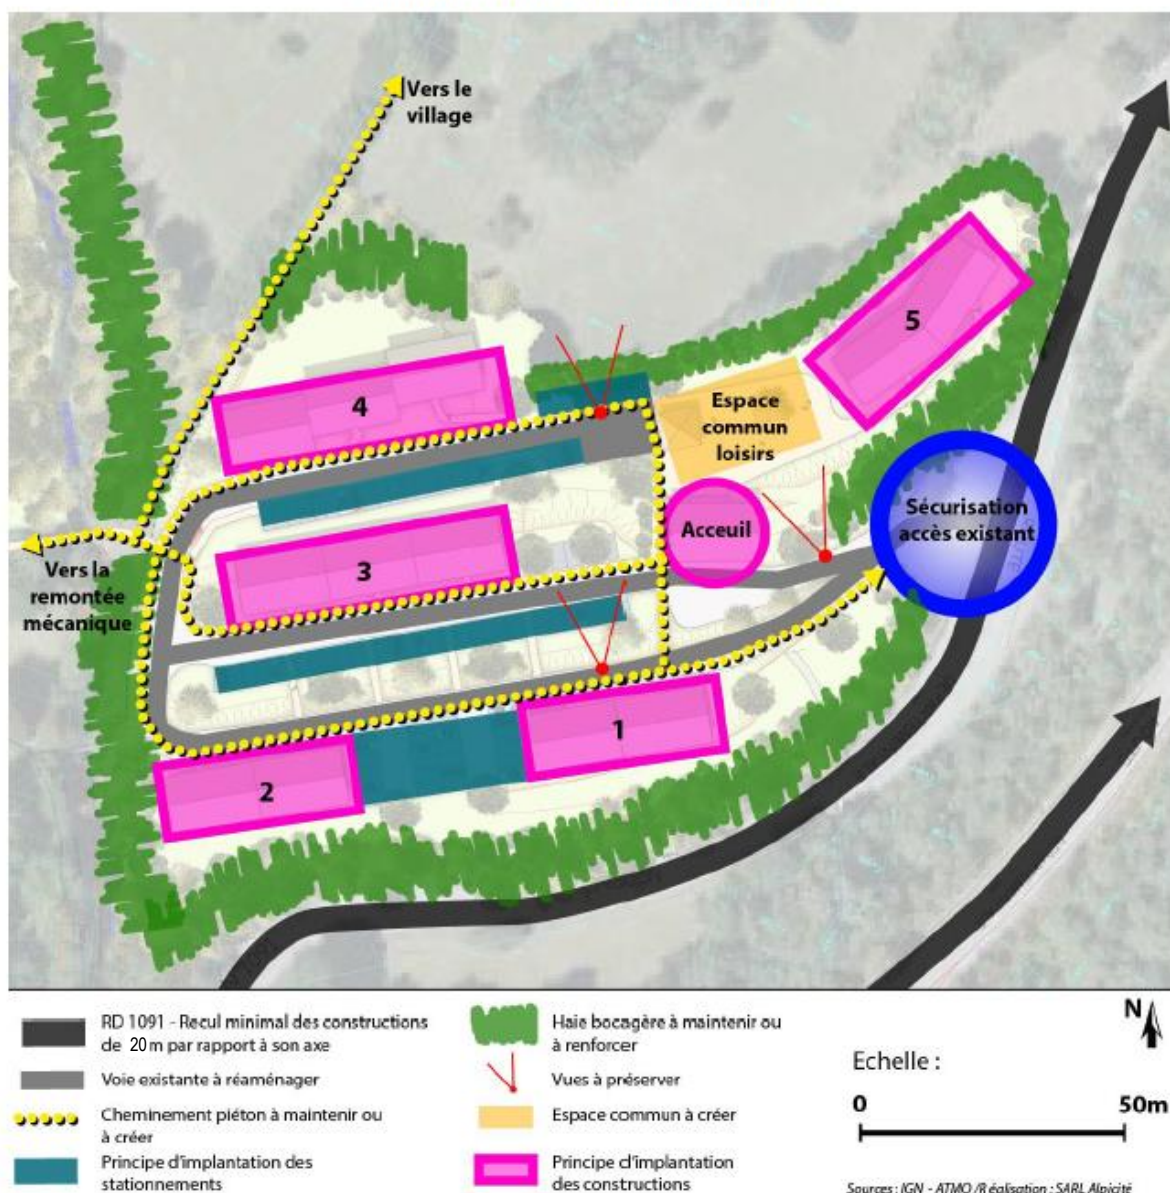 Vers le
village
5
4
Espace
commun
loisirs
Sécurisation
accès existant
Acceuil
3
Vers la
remontée
mécanique
1
2
RD 1091 - Recul minimal des constructions
de 20 m par rapport à son axe
Voie existante à réaménager
Cheminement piéton à maintenir ou
à créer
Principe d'implantation des
stationnements
Haie bocagère à maintenir ou
à renforcer
Vues à préserver
Espace commun à créer
Principe d'implantation
des constructions
N
Echelle :
0 50m
Sources : IGN - ATMO /Réalisation : SARL Alpicité